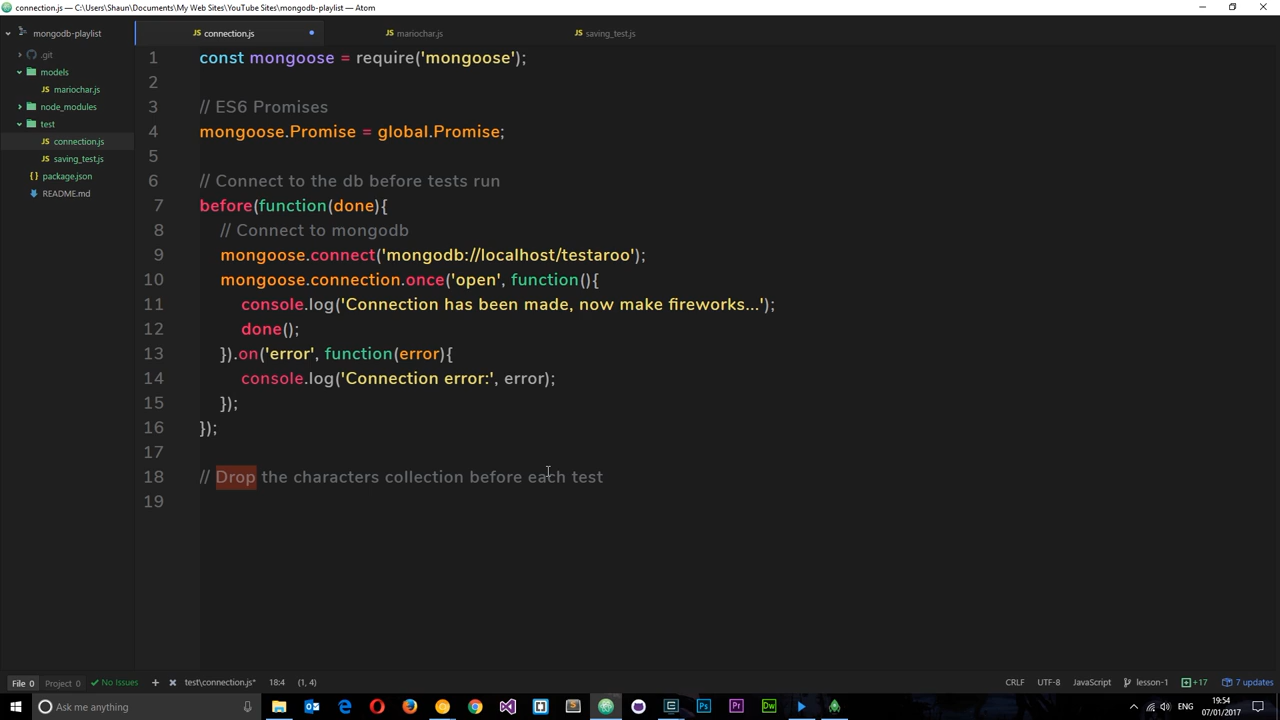 connection.js — C:\Users\Shaun\Documents\My Web Sites\YouTube Sites\mongodb-playlist — Atom
mongodb-playlist
connection.js
mariochar.js
saving_test.js
.git
models
mariochar.js
node_modules
test
connection.js
saving_test.js
package.json
README.md
1 const mongoose = require('mongoose');
2
3 // ES6 Promises
4 mongoose.Promise = global.Promise;
5
6 // Connect to the db before tests run
7 before(function(done){
8 // Connect to mongodb
9 mongoose.connect('mongodb://localhost/testaroo');
10 mongoose.connection.once('open', function(){
11 console.log('Connection has been made, now make fireworks...');
12 done();
13 }).on('error', function(error){
14 console.log('Connection error:', error);
15 });
16 });
17
18 // Drop the characters collection before each test
19
File 0 Project 0 No Issues test\connection.js* 18:4 (1, 4) CRLF UTF-8 JavaScript lesson-1 +17 7 updates
Ask me anything
ENG
19:54
07/01/2017